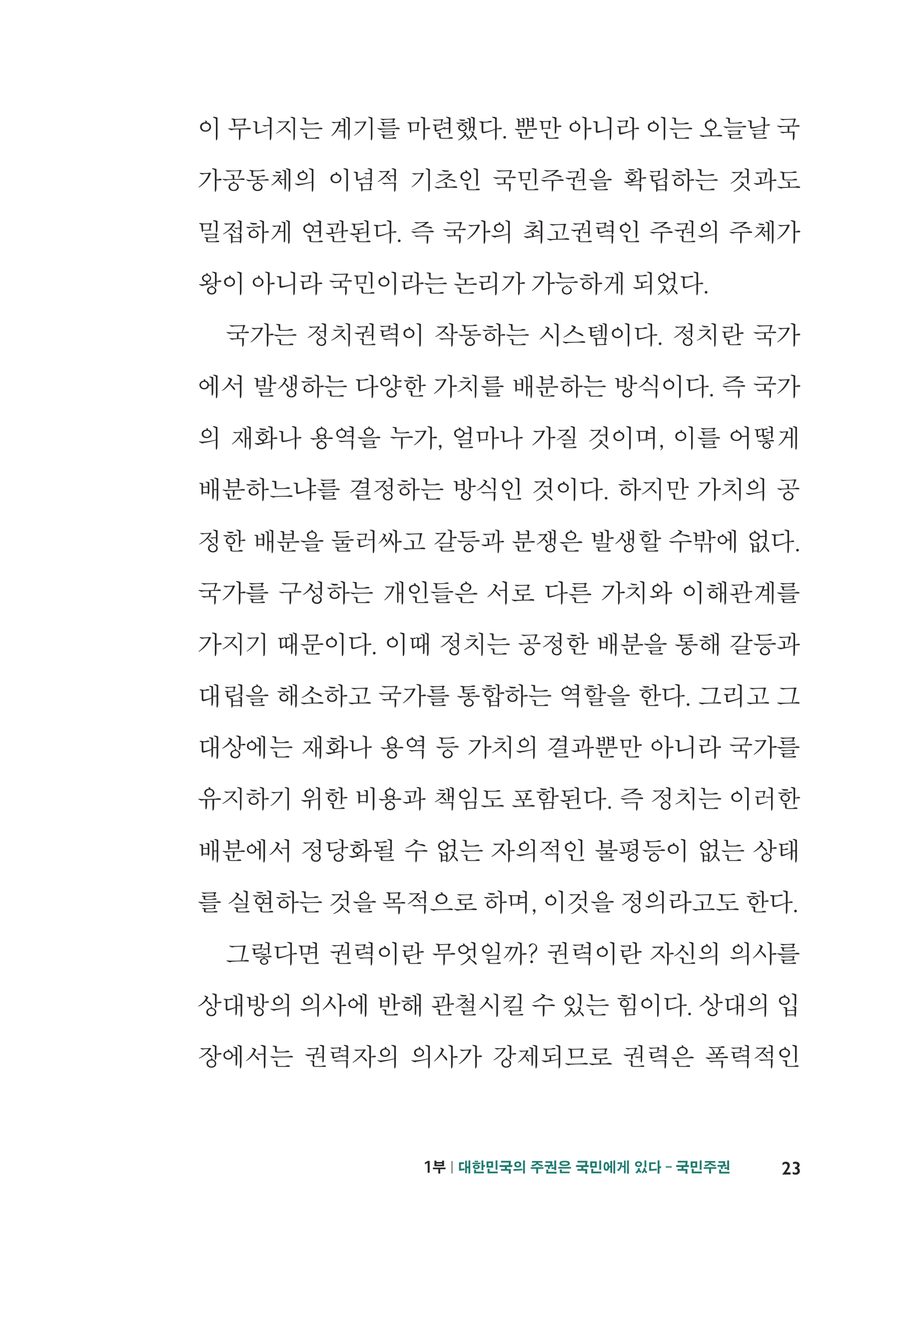 이 무너지는 계기를 마련했다. 뿐만 아니라 이는 오늘날 국
가공동체의 이념적 기초인 국민주권을 확립하는 것과도
밀접하게 연관된다. 즉 국가의 최고권력인 주권의 주체가
왕이 아니라 국민이라는 논리가 가능하게 되었다.
국가는 정치권력이 작동하는 시스템이다. 정치란 국가
에서 발생하는 다양한 가치를 배분하는 방식이다. 즉 국가
의 재화나 용역을 누가, 얼마나 가질 것이며, 이를 어떻게
배분하느냐를 결정하는 방식인 것이다. 하지만 가치의 공
정한 배분을 둘러싸고 갈등과 분쟁은 발생할 수밖에 없다.
국가를 구성하는 개인들은 서로 다른 가치와 이해관계를
가지기 때문이다. 이때 정치는 공정한 배분을 통해 갈등과
대립을 해소하고 국가를 통합하는 역할을 한다. 그리고 그
대상에는 재화나 용역 등 가치의 결과뿐만 아니라 국가를
유지하기 위한 비용과 책임도 포함된다. 즉 정치는 이러한
배분에서 정당화될 수 없는 자의적인 불평등이 없는 상태
를 실현하는 것을 목적으로 하며, 이것을 정의라고도 한다.
그렇다면 권력이란 무엇일까? 권력이란 자신의 의사를
상대방의 의사에 반해 관철시킬 수 있는 힘이다. 상대의 입
장에서는 권력자의 의사가 강제되므로 권력은 폭력적인
1부 | 대한민국의 주권은 국민에게 있다 - 국민주권 23